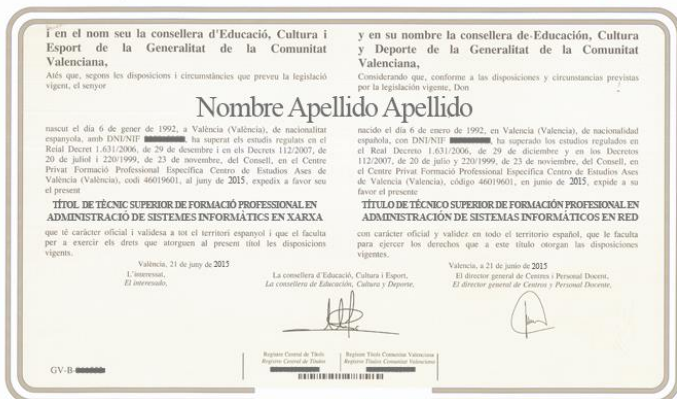 i en el nom seu la consellera d'Educació, Cultura i
Esport de la Generalitat de la Comunitat
Valenciana,
Atés que, segons les disposicions i circumstàncies que preveu la legislació
vigent, el senyor
y en su nombre la consellera de Educación, Cultura
y Deporte de la Generalitat de la Comunitat
Valenciana,
Considerando que, conforme a las disposiciones y circunstancias previstas
por la legislación vigente, Don
Nombre Apellido Apellido
nascut el dia 6 de gener de 1992, a València (València), de nacionalitat
espanyola, amb DNI/NIF ha superat els estudis regulats en el
Reial Decret 1.631/2006, de 29 de desembre i en els Decrets 112/2007, de
20 de juliol i 220/1999, de 23 de novembre, del Consell, en el Centre
Privat Formació Professional Específica Centro de Estudios Ases de
València (València), codi 46019601, al juny de 2015, expedix a favor seu
el present
TÍTOL DE TÈCNIC SUPERIOR DE FORMACIÓ PROFESSIONAL EN
ADMINISTRACIÓ DE SISTEMES INFORMÀTICS EN XARXA
que té caràcter oficial i validesa a tot el territori espanyol i que el faculta
per a exercir els drets que atorguen al present títol les disposicions
vigents.
València, 21 de juny de 2015
L'interessat,
El interesado,
nacido el día 6 de enero de 1992, en Valencia (Valencia), de nacionalidad
española, con DNI/NIF ha superado los estudios regulados en
el Real Decreto 1.631/2006, de 29 de diciembre y en los Decretos
112/2007, de 20 de julio y 220/1999, de 23 de noviembre, del Consell, en
el Centre Privat Formació Professional Específica Centro de Estudios Ases
de Valencia (Valencia), código 46019601, en junio de 2015, expide a su
favor el presente
TÍTULO DE TÉCNICO SUPERIOR DE FORMACIÓN PROFESIONAL EN
ADMINISTRACIÓN DE SISTEMAS INFORMÁTICOS EN RED
con carácter oficial y validez en todo el territorio español, que le faculta
para ejercer los derechos que a este título otorgan las disposiciones
vigentes.
La consellera d'Educació, Cultura i Esport,
La consellera de Educación, Cultura y Deporte,
Valencia, a 21 de junio de 2015
El director general de Centres i Personal Docent,
El director general de Centros y Personal Docente,
Registre Central de Títols
Registro Central de Títulos
Registre Títols Comunitat Valenciana
Registro Títulos Comunitat Valenciana
GV-B-